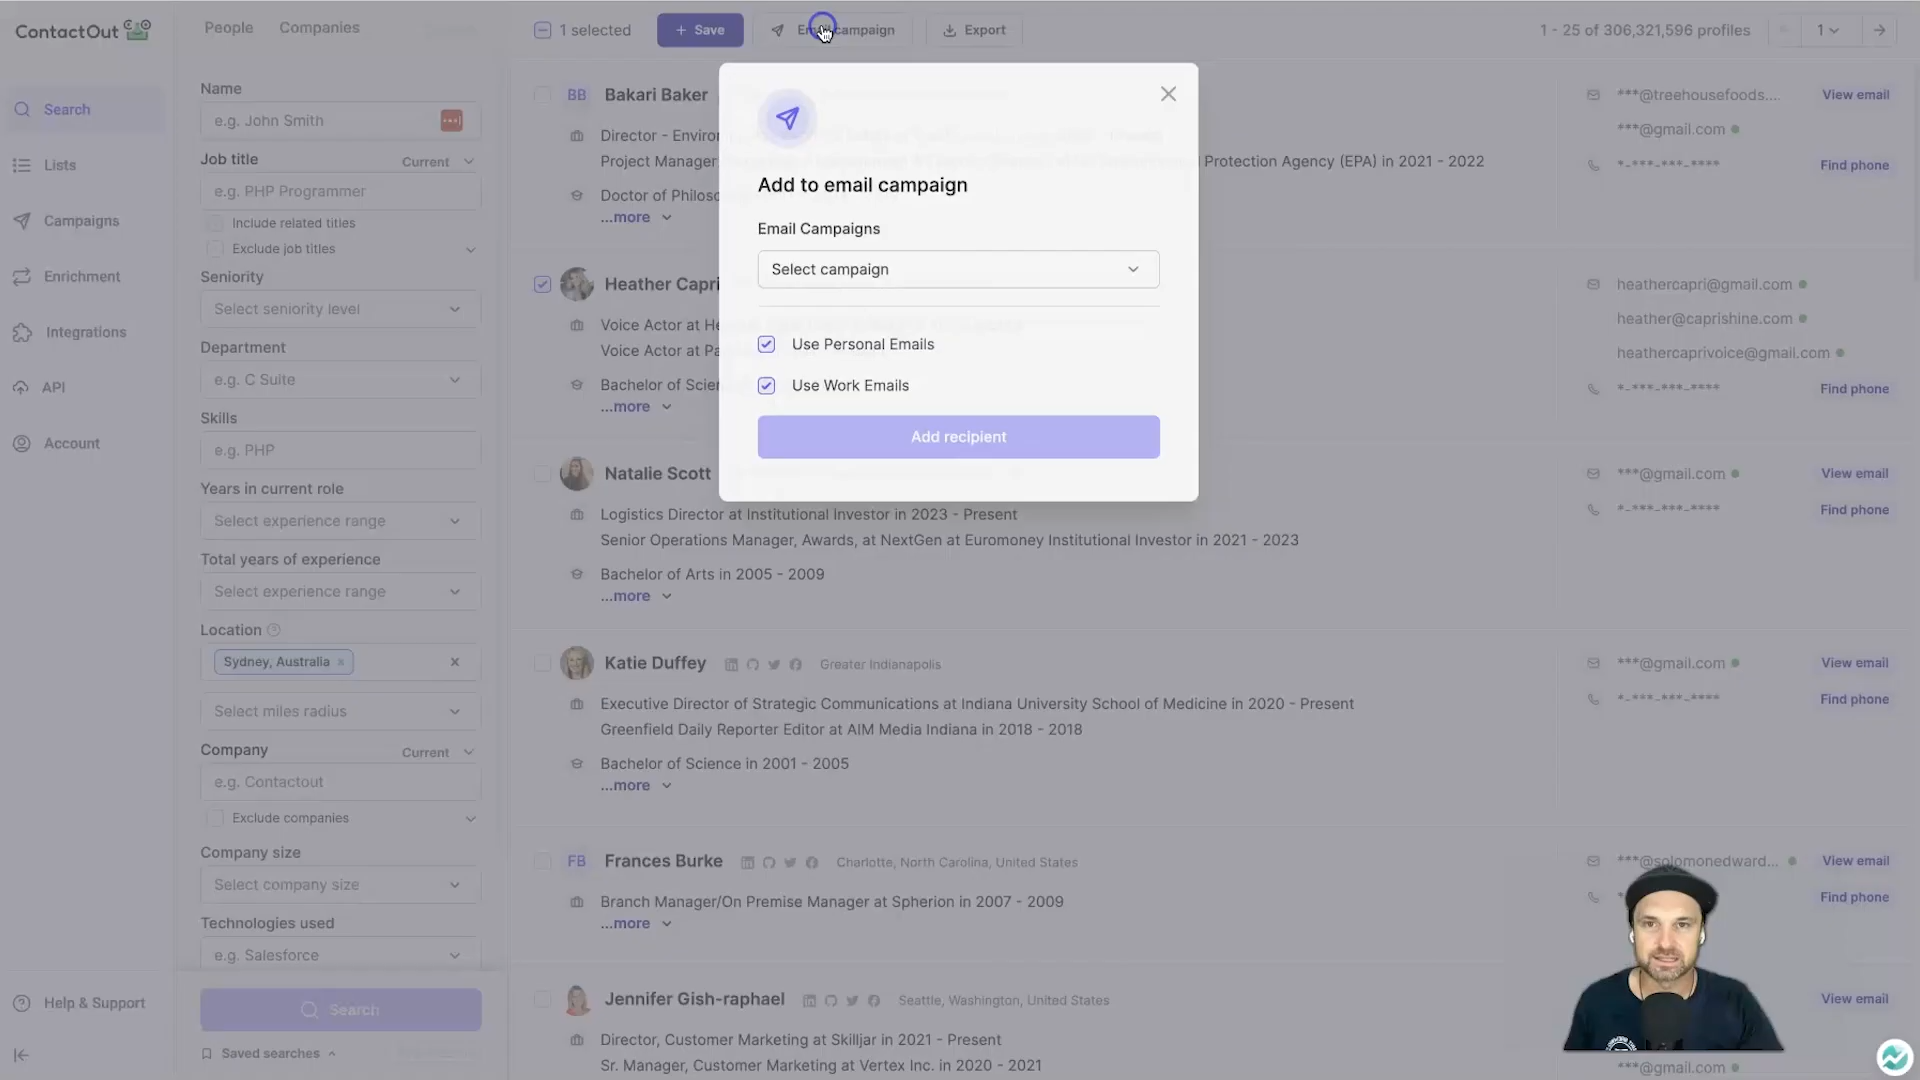 ContactOut
People
Companies
1 selected
+ Save
campaign
Export
1 - 25 of 306,321,596 profiles
1
Search
Lists
Campaigns
Enrichment
Integrations
API
Account
Help & Support
Name
e.g. John Smith
Job title
Current
e.g. PHP Programmer
Include related titles
Exclude job titles
Seniority
Select seniority level
Department
e.g. C Suite
Skills
e.g. PHP
Years in current role
Select experience range
Total years of experience
Select experience range
Location
Sydney, Australia ×
Select miles radius
Company
Current
e.g. Contactout
Exclude companies
Company size
Select company size
Technologies used
e.g. Salesforce
Search
Saved searches
Add to email campaign
Email Campaigns
Select campaign
Use Personal Emails
Use Work Emails
Add recipient
BB
Bakari Baker
***@treehousefoods....
View email
***@gmail.com
Director - Environ
Project Manager
Protection Agency (EPA) in 2021 - 2022
*-***-***-****
Find phone
Doctor of Philoso
...more
Heather Capri
heathercapri@gmail.com
heather@caprishine.com
heathercaprivoice@gmail.com
Voice Actor at He
Voice Actor at Pa
*-***-***-****
Find phone
Bachelor of Scien
...more
Natalie Scott
***@gmail.com
View email
Logistics Director at Institutional Investor in 2023 - Present
*-***-***-****
Find phone
Senior Operations Manager, Awards, at NextGen at Euromoney Institutional Investor in 2021 - 2023
Bachelor of Arts in 2005 - 2009
...more
Katie Duffey
Greater Indianapolis
***@gmail.com
View email
Executive Director of Strategic Communications at Indiana University School of Medicine in 2020 - Present
*-***-***-****
Find phone
Greenfield Daily Reporter Editor at AIM Media Indiana in 2018 - 2018
Bachelor of Science in 2001 - 2005
...more
FB
Frances Burke
Charlotte, North Carolina, United States
***@solomonedward...
View email
Branch Manager/On Premise Manager at Spherion in 2007 - 2009
Find phone
...more
Jennifer Gish-raphael
Seattle, Washington, United States
View email
Director, Customer Marketing at Skilljar in 2021 - Present
Sr. Manager, Customer Marketing at Vertex Inc. in 2020 - 2021
***@gmail.com